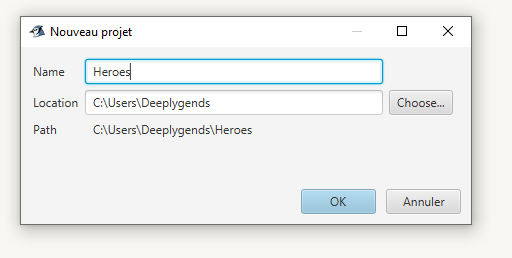 Nouveau projet
Name Heroes
Location C:\Users\Deeplygends Choose...
Path C:\Users\Deeplygends\Heroes
OK Annuler